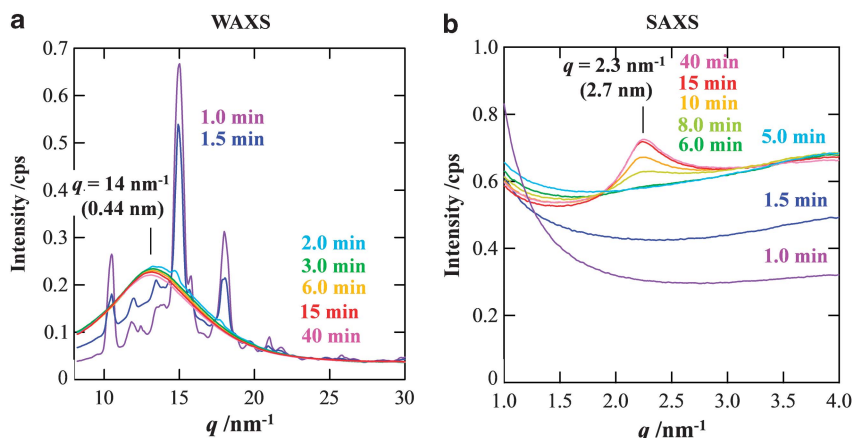 a
WAXS
0.7
0.6
0.5
0.4
0.3
0.2
0.1
0
10
15
20
25
30
Intensity /cps
q /nm-1
q = 14 nm-1
(0.44 nm)
1.0 min
1.5 min
2.0 min
3.0 min
6.0 min
15 min
40 min
b
SAXS
1.0
0.8
0.6
0.4
0.2
0
1.0
1.5
2.0
2.5
3.0
3.5
4.0
Intensity /cps
q /nm-1
q = 2.3 nm-1
(2.7 nm)
40 min
15 min
10 min
8.0 min
6.0 min
5.0 min
1.5 min
1.0 min